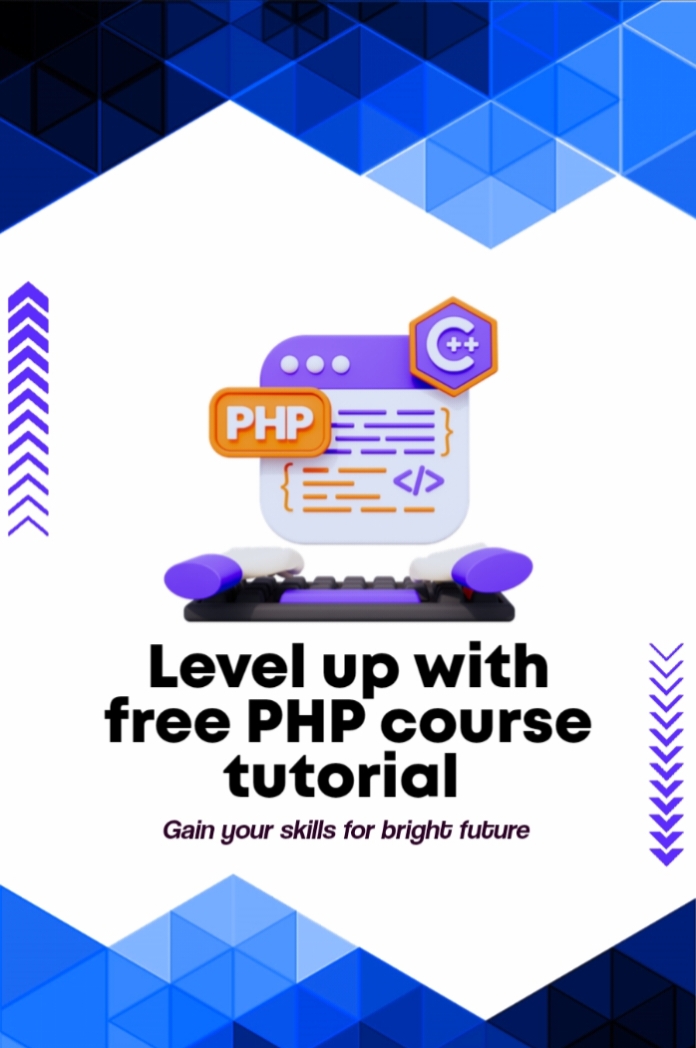 C++
PHP
</>
Level up with
free PHP course
tutorial
Gain your skills for bright future